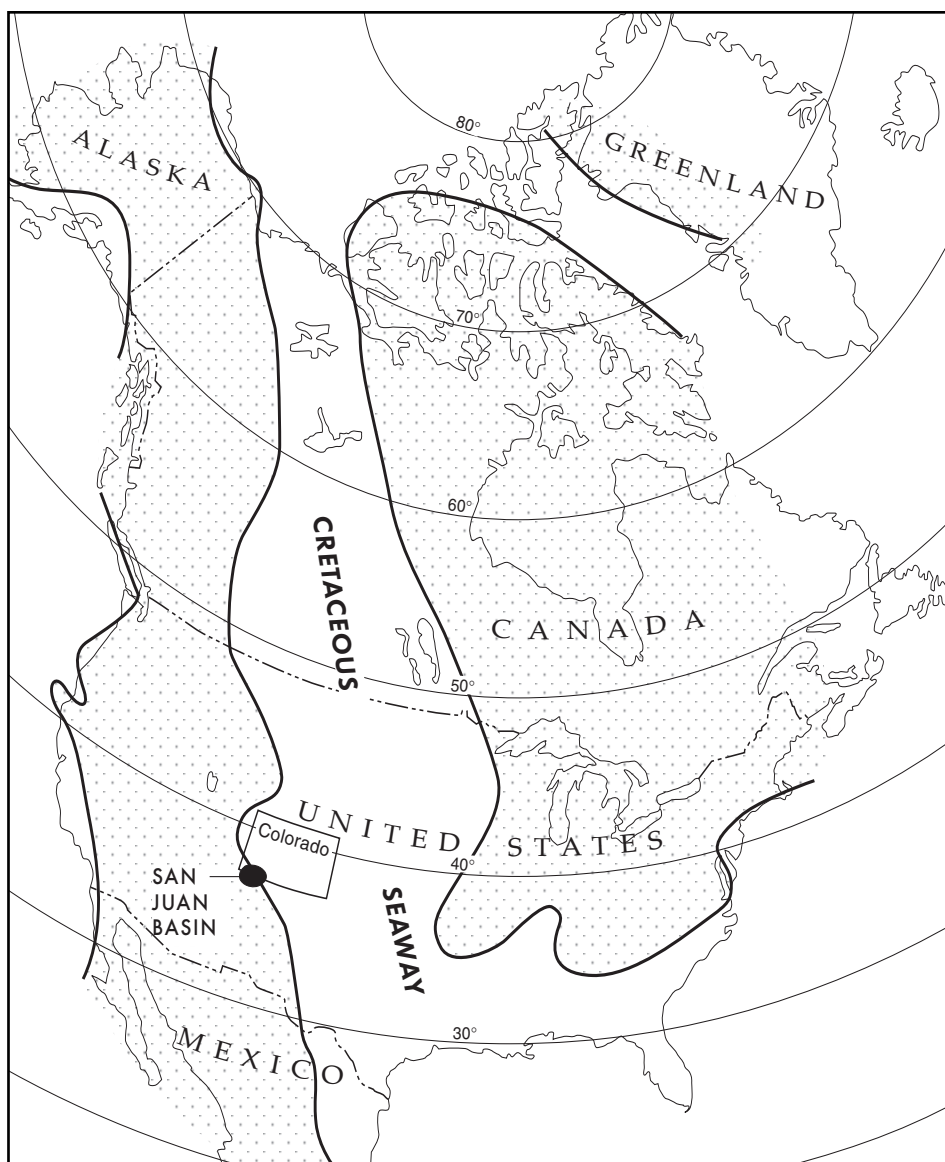 80°
GREENLAND
ALASKA
70°
60°
CRETACEOUS
CANADA
50°
UNITED STATES
Colorado
40°
SAN
JUAN
BASIN
SEAWAY
30°
MEXICO